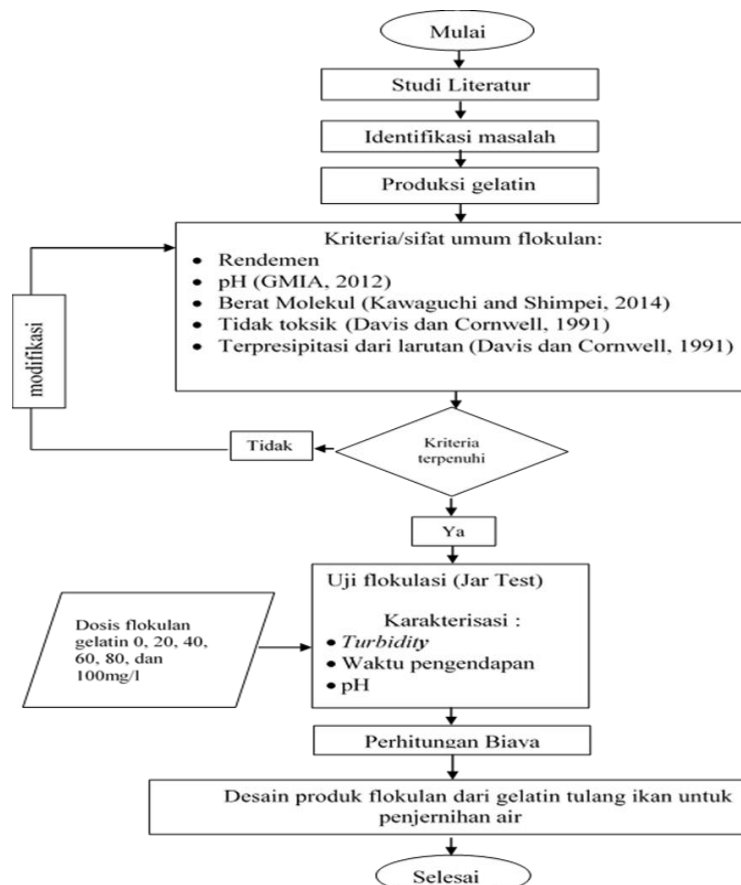 Mulai
Studi Literatur
Identifikasi masalah
Produksi gelatin
Kriteria/sifat umum flokulan:
• Rendemen
• pH (GMIA, 2012)
• Berat Molekul (Kawaguchi and Shimpei, 2014)
• Tidak toksik (Davis dan Cornwell, 1991)
• Terpresipitasi dari larutan (Davis dan Cornwell, 1991)
modifikasi
Tidak
Kriteria
terpenuhi
Ya
Uji flokulasi (Jar Test)
Karakterisasi :
• Turbidity
• Waktu pengendapan
• pH
Dosis flokulan
gelatin 0, 20, 40,
60, 80, dan
100mg/l
Perhitungan Biaya
Desain produk flokulan dari gelatin tulang ikan untuk
penjernihan air
Selesai